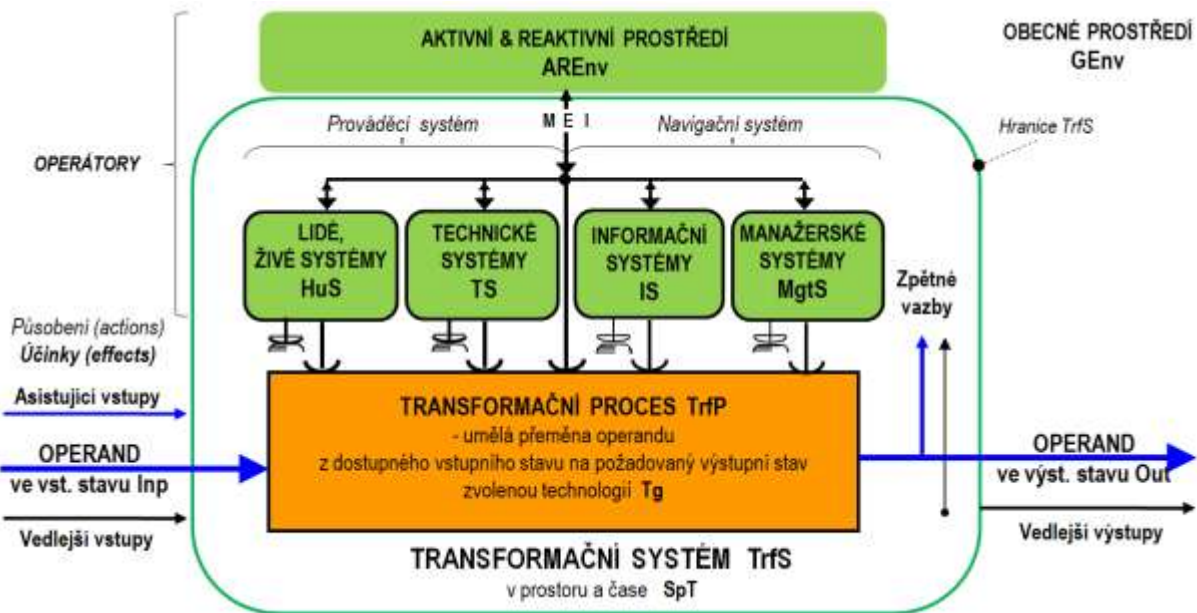 AKTIVNÍ & REAKTIVNÍ PROSTŘEDÍ
AREnv
OBECNÉ PROSTŘEDÍ
GEnv
Prováděcí systém
M E I
Navigační systém
Hranice TrfS
OPERÁTORY
LIDÉ,
ŽIVÉ SYSTÉMY
HuS
TECHNICKÉ
SYSTÉMY
TS
INFORMAČNÍ
SYSTÉMY
IS
MANAŽERSKÉ
SYSTÉMY
MgtS
Zpětné
vazby
Působení (actions)
Účinky (effects)
Asistující vstupy
OPERAND
ve vst. stavu Inp
Vedlejší vstupy
TRANSFORMAČNÍ PROCES TrfP
- umělá přeměna operandu
z dostupného vstupního stavu na požadovaný výstupní stav
zvolenou technologií Tg
OPERAND
ve výst. stavu Out
Vedlejší výstupy
TRANSFORMAČNÍ SYSTÉM TrfS
v prostoru a čase SpT